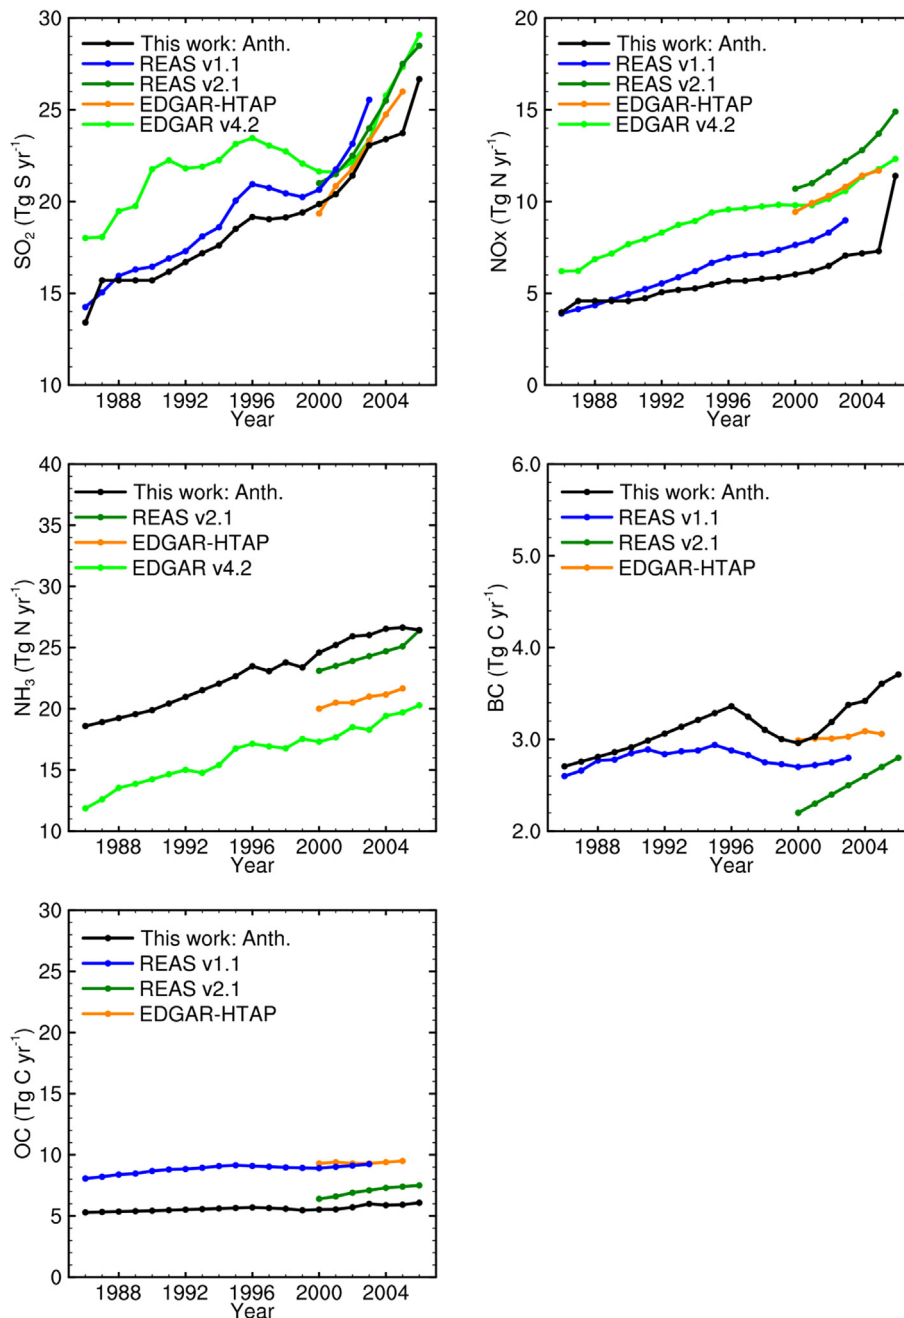 30
25
20
15
10
SO₂ (Tg S yr⁻¹)
This work: Anth.
REAS v1.1
REAS v2.1
EDGAR-HTAP
EDGAR v4.2
1988 1992 1996 2000 2004
Year
20
15
10
5
0
NOx (Tg N yr⁻¹)
This work: Anth.
REAS v1.1
REAS v2.1
EDGAR-HTAP
EDGAR v4.2
1988 1992 1996 2000 2004
Year
40
35
30
25
20
15
10
NH₃ (Tg N yr⁻¹)
This work: Anth.
REAS v2.1
EDGAR-HTAP
EDGAR v4.2
1988 1992 1996 2000 2004
Year
6.0
5.0
4.0
3.0
2.0
BC (Tg C yr⁻¹)
This work: Anth.
REAS v1.1
REAS v2.1
EDGAR-HTAP
1988 1992 1996 2000 2004
Year
30
25
20
15
10
5
0
OC (Tg C yr⁻¹)
This work: Anth.
REAS v1.1
REAS v2.1
EDGAR-HTAP
1988 1992 1996 2000 2004
Year